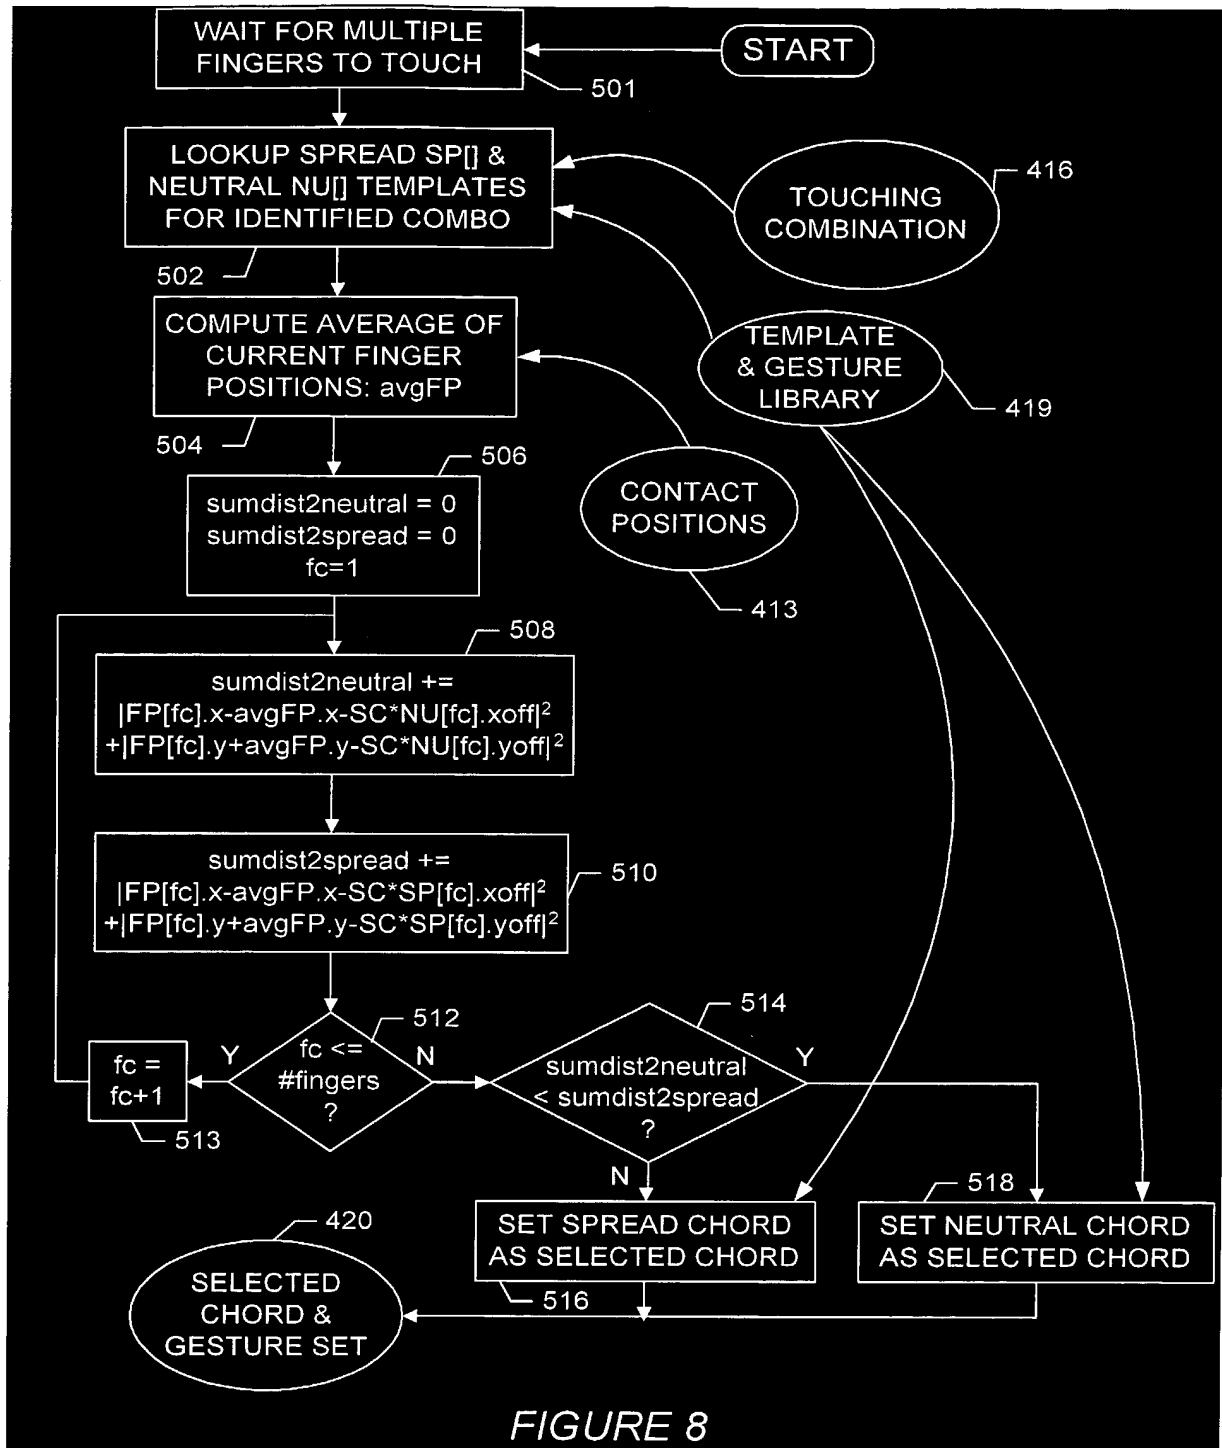 WAIT FOR MULTIPLE
FINGERS TO TOUCH
START
501
LOOKUP SPREAD SP[] &
NEUTRAL NU[] TEMPLATES
FOR IDENTIFIED COMBO
502
TOUCHING
COMBINATION
416
COMPUTE AVERAGE OF
CURRENT FINGER
POSITIONS: avgFP
504
TEMPLATE
& GESTURE
LIBRARY
419
506
sumdist2neutral = 0
sumdist2spread = 0
fc=1
CONTACT
POSITIONS
413
508
sumdist2neutral +=
|FP[fc].x-avgFP.x-SC*NU[fc].xoff|²
+|FP[fc].y+avgFP.y-SC*NU[fc].yoff|²
sumdist2spread +=
|FP[fc].x-avgFP.x-SC*SP[fc].xoff|²
+|FP[fc].y+avgFP.y-SC*SP[fc].yoff|²
510
512
fc <=
#fingers
?
Y
N
fc =
fc+1
513
514
sumdist2neutral
< sumdist2spread
?
Y
N
SET SPREAD CHORD
AS SELECTED CHORD
516
518
SET NEUTRAL CHORD
AS SELECTED CHORD
420
SELECTED
CHORD &
GESTURE SET
FIGURE 8